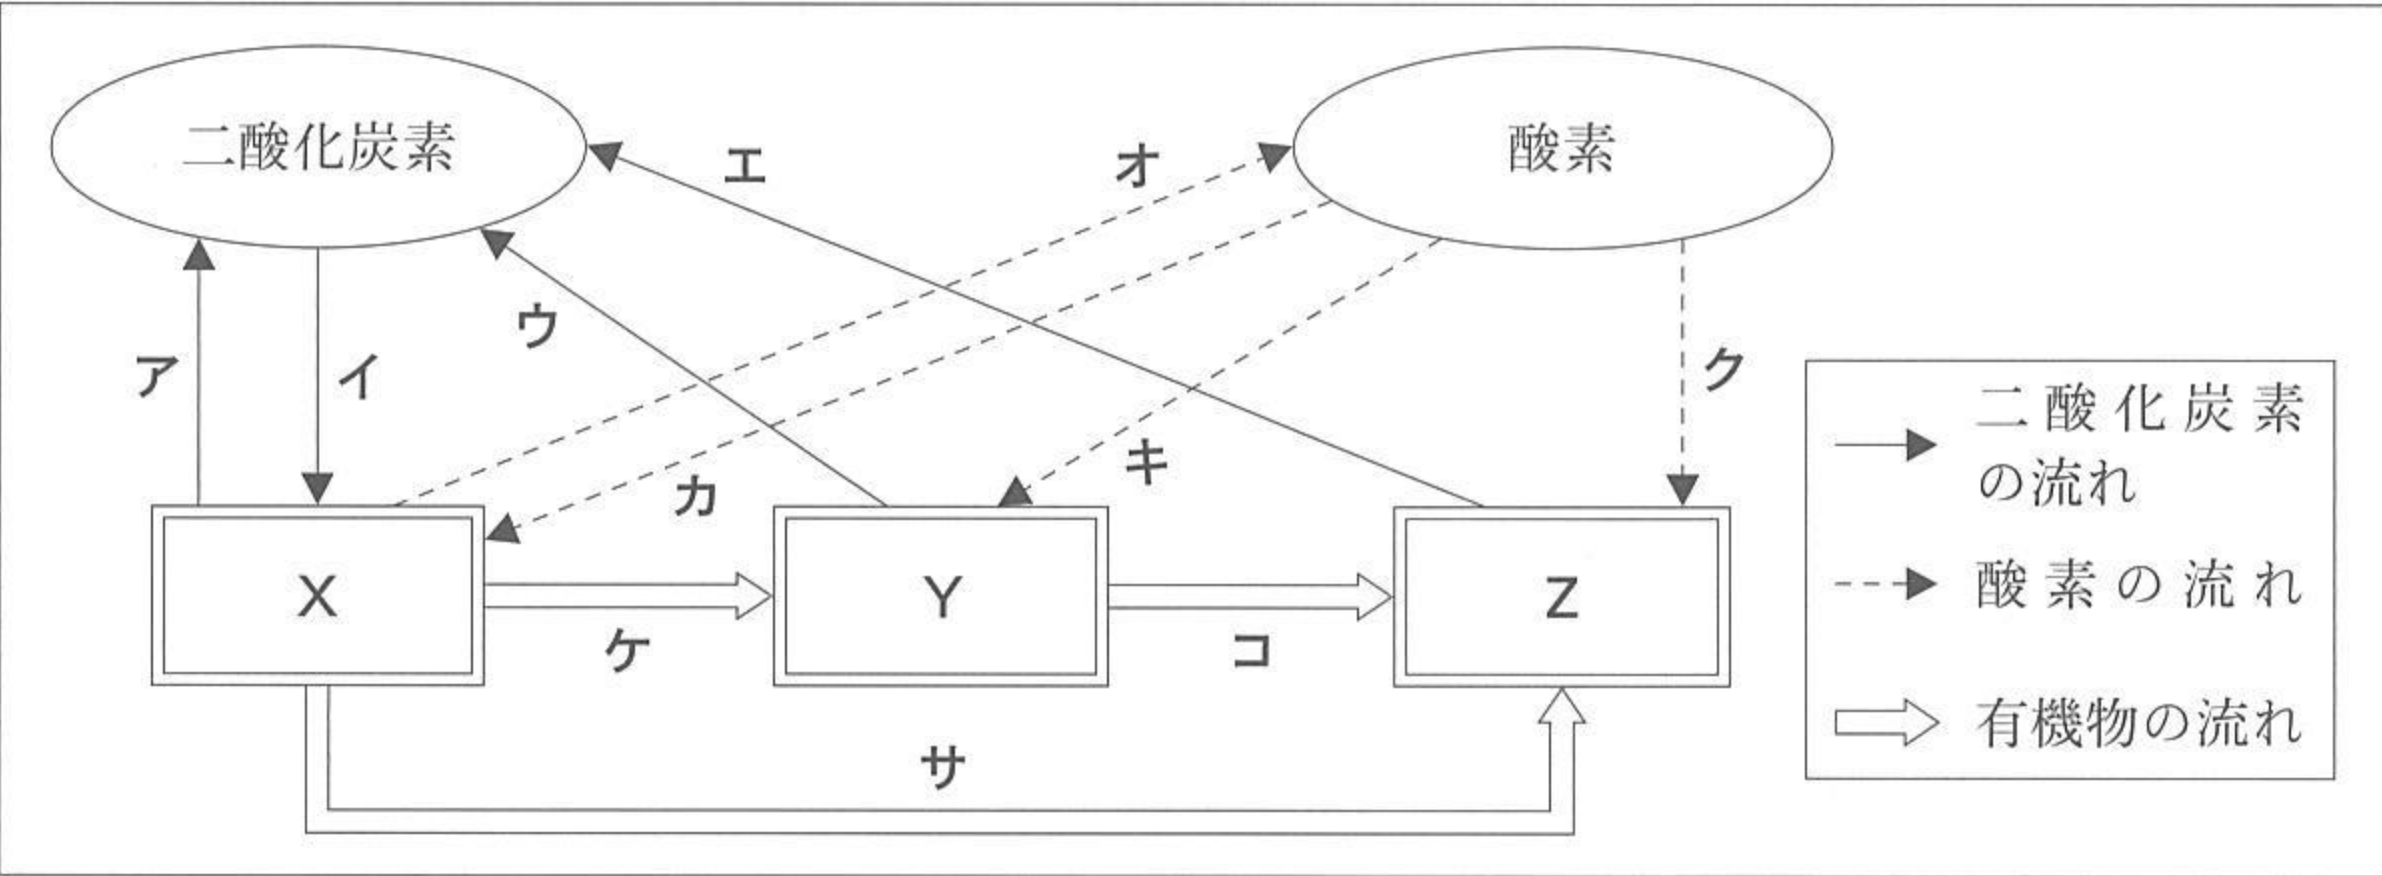 二酸化炭素
酸素
エ
オ
ウ
ア
イ
ク
キ
カ
X
Y
Z
ケ
コ
サ
二酸化炭素
の流れ
酸素の流れ
有機物の流れ